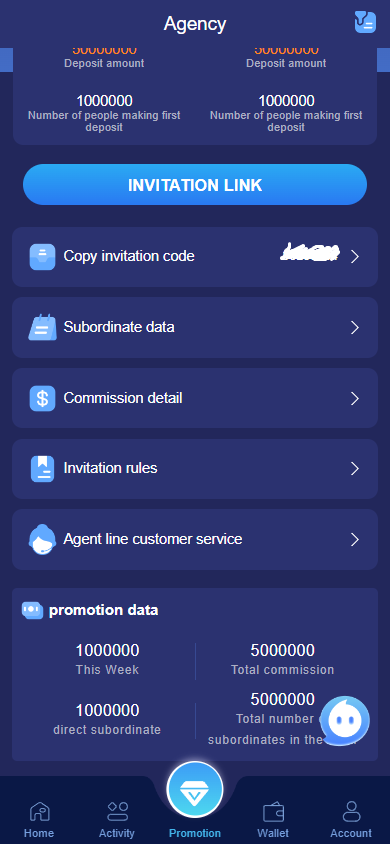 Agency
50000000 50000000
Deposit amount Deposit amount
1000000 1000000
Number of people making first Number of people making first
deposit deposit
INVITATION LINK
Copy invitation code
Subordinate data
Commission detail
Invitation rules
Agent line customer service
promotion data
1000000 5000000
This Week Total commission
1000000 5000000
direct subordinate Total number
subordinates in the
Home Activity Promotion Wallet Account